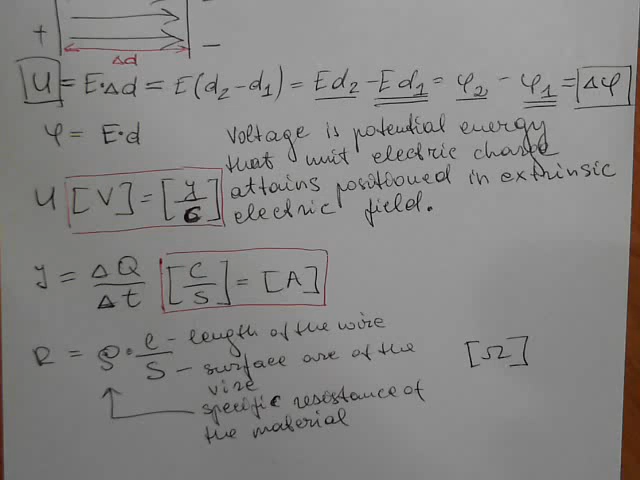 + −
Δd
U = E·Δd = E(d₂−d₁) = Ed₂ − Ed₁ = φ₂ − φ₁ = Δφ
φ = E·d
Voltage is potential energy
that unit electric charge
U [V] = [J/C] attains positioned in extrinsic
electric field.
J = ΔQ/Δt [C/S] = [A]
R = ρ · l/S − length of the wire
− surface are of the
wire
[Ω]
specific resistance of
the material